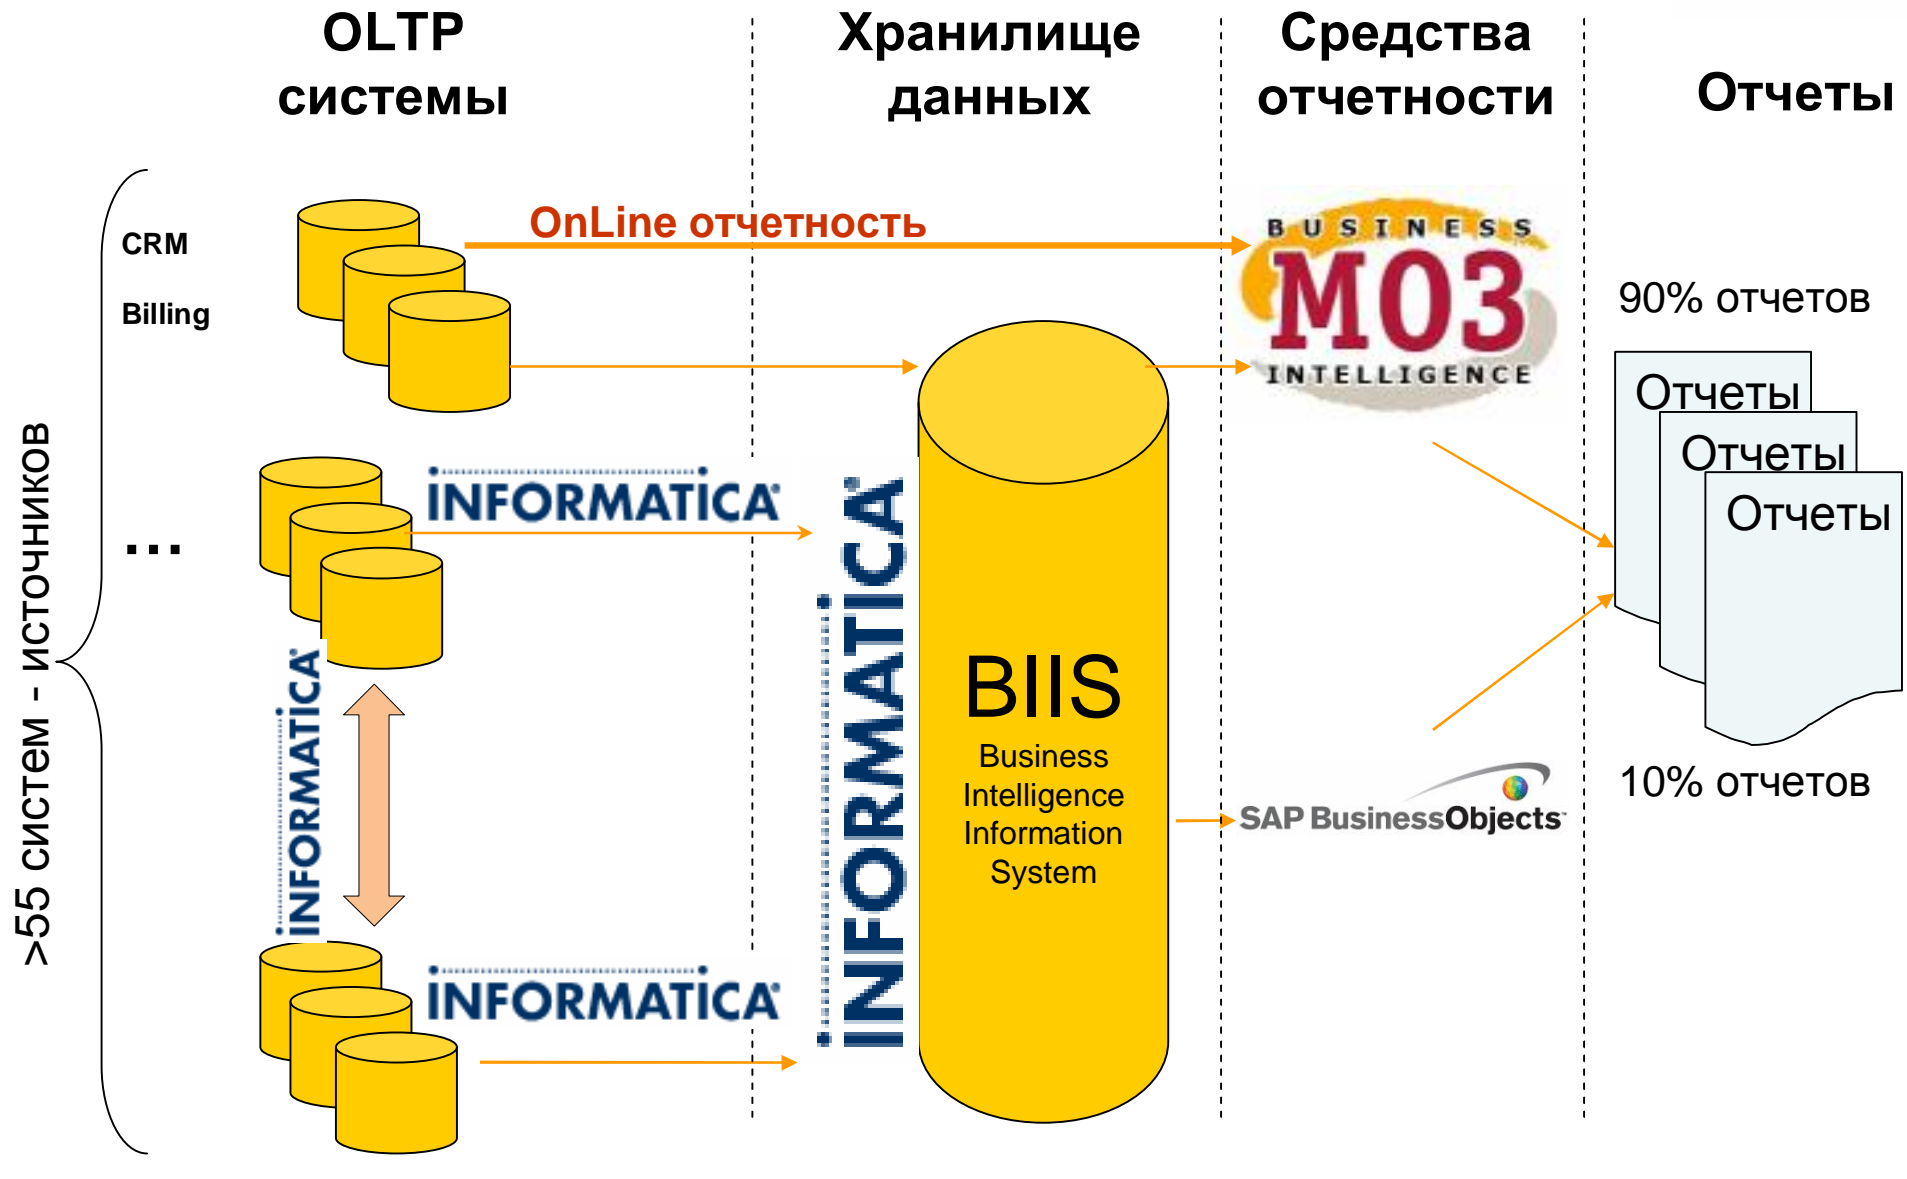 OLTP
системы
Хранилище
данных
Средства
отчетности
Отчеты
>55 систем - источников
CRM
Billing
...
OnLine отчетность
INFORMATICA®
INFORMATICA®
INFORMATICA®
INFORMATICA®
BIIS
Business
Intelligence
Information
System
BUSINESS
MO3
INTELLIGENCE
SAP BusinessObjects
90% отчетов
Отчеты
Отчеты
Отчеты
10% отчетов